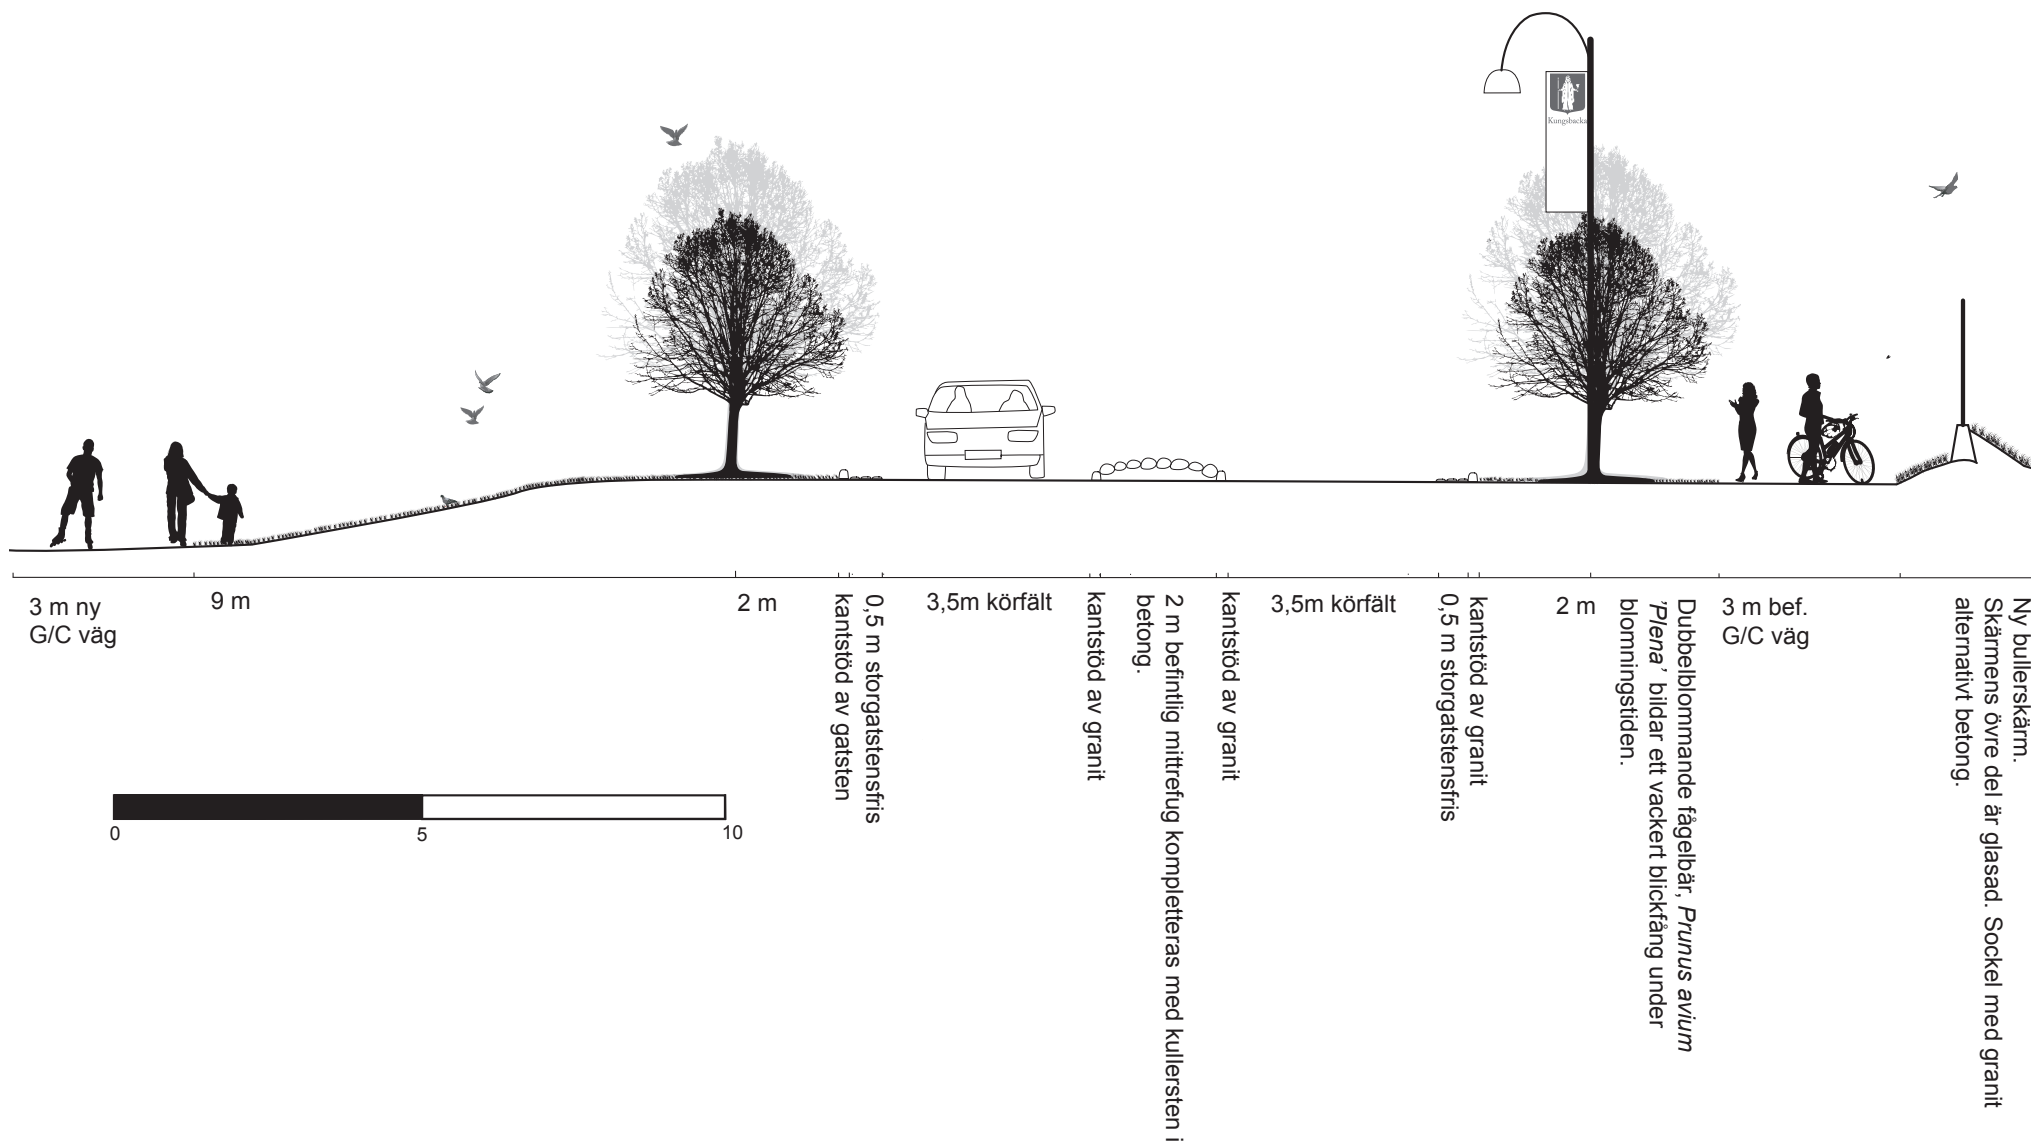 Kungsbacka
3 m ny
G/C väg
9 m
2 m
0,5 m storgatstensfris
kantstöd av gatsten
3,5m körfält
kantstöd av granit
2 m befintlig mittrefug kompletteras med kullersten i
betong.
kantstöd av granit
3,5m körfält
kantstöd av granit
0,5 m storgatstensfris
2 m
Dubbelblommande fågelbär, Prunus avium
'Plena' bildar ett vackert blickfång under
blomningstiden.
3 m bef.
G/C väg
Ny bullerskärm.
Skärmens övre del är glasad. Sockel med granit
alternativt betong.
0 5 10